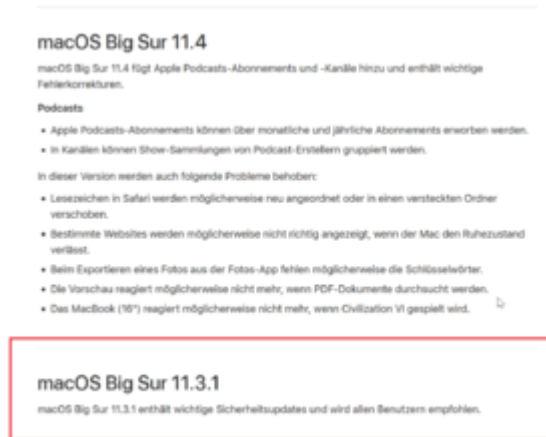 macOS Big Sur 11.4
macOS Big Sur 11.4 fügt Apple Podcasts-Abonnements und -Kanäle hinzu und enthält wichtige
Fehlerkorrekturen.
Podcasts
• Apple Podcasts-Abonnements können über monatliche und jährliche Abonnements erworben werden.
• In Kanälen können Show-Sammlungen von Podcast-Erstellern gruppiert werden.
In dieser Version werden auch folgende Probleme behoben:
• Lesezeichen in Safari werden möglicherweise neu angeordnet oder in einen versteckten Ordner
verschoben.
• Bestimmte Websites werden möglicherweise nicht richtig angezeigt, wenn der Mac den Ruhezustand
verlässt.
• Beim Exportieren eines Fotos aus der Fotos-App fehlen möglicherweise die Schlüsselwörter.
• Die Vorschau reagiert möglicherweise nicht mehr, wenn PDF-Dokumente durchsucht werden.
• Das MacBook (16") reagiert möglicherweise nicht mehr, wenn Civilization VI gespielt wird.
macOS Big Sur 11.3.1
macOS Big Sur 11.3.1 enthält wichtige Sicherheitsupdates und wird allen Benutzern empfohlen.